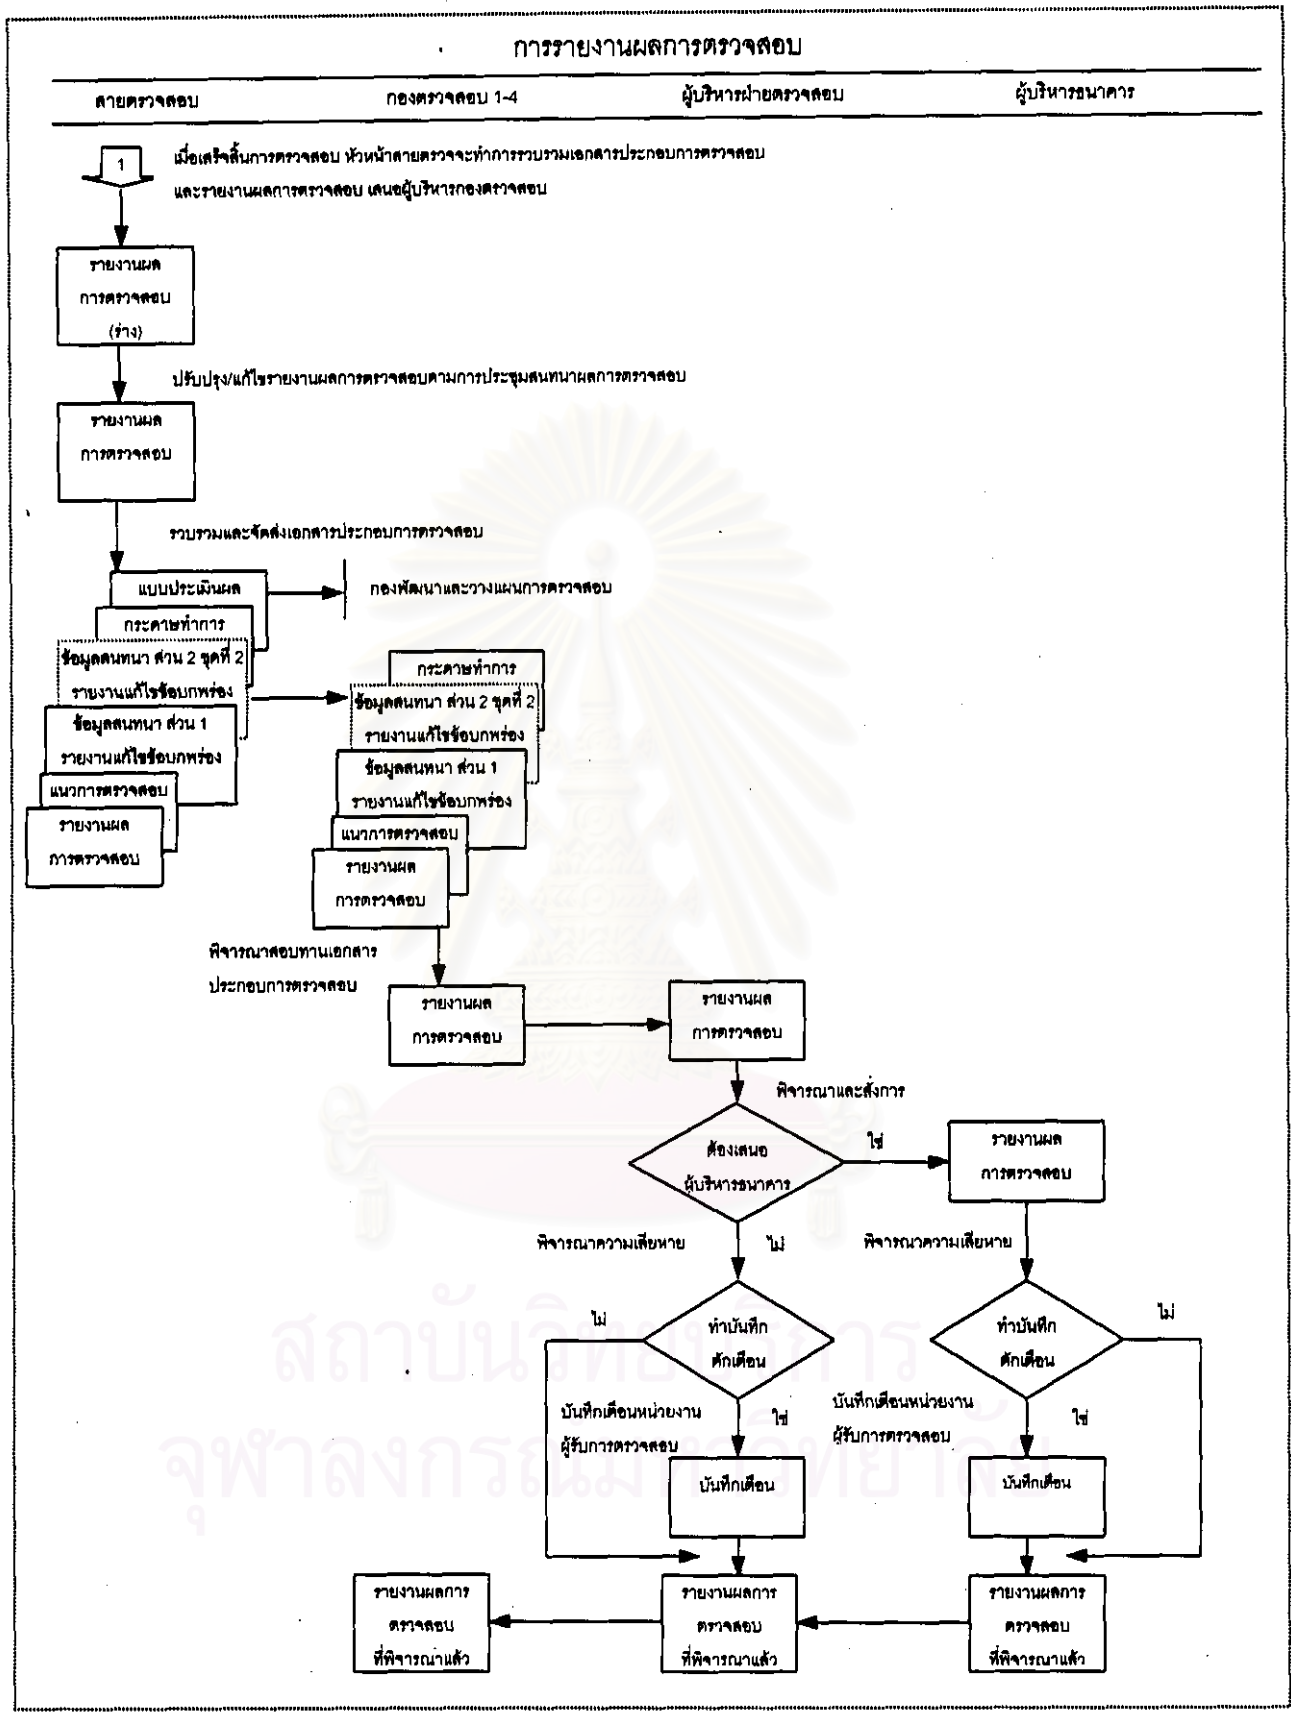 การรายงานผลการตรวจสอบ
สายตรวจสอบ
กองตรวจสอบ 1-4
ผู้บริหารฝ่ายตรวจสอบ
ผู้บริหารธนาคาร
1
เมื่อเสร็จสิ้นการตรวจสอบ หัวหน้าสายตรวจจะทำการรวบรวมเอกสารประกอบการตรวจสอบ
และรายงานผลการตรวจสอบ เสนอผู้บริหารกองตรวจสอบ
รายงานผล
การตรวจสอบ
(ร่าง)
ปรับปรุง/แก้ไขรายงานผลการตรวจสอบตามการประชุมสนทนาผลการตรวจสอบ
รายงานผล
การตรวจสอบ
รวบรวมและจัดส่งเอกสารประกอบการตรวจสอบ
แบบประเมินผล
กองพัฒนาและวางแผนการตรวจสอบ
กระดาษทำการ
ข้อมูลสนทนา ส่วน 2 ชุดที่ 2
รายงานแก้ไขข้อบกพร่อง
ข้อมูลสนทนา ส่วน 1
รายงานแก้ไขข้อบกพร่อง
แนวการตรวจสอบ
รายงานผล
การตรวจสอบ
กระดาษทำการ
ข้อมูลสนทนา ส่วน 2 ชุดที่ 2
รายงานแก้ไขข้อบกพร่อง
ข้อมูลสนทนา ส่วน 1
รายงานแก้ไขข้อบกพร่อง
แนวการตรวจสอบ
รายงานผล
การตรวจสอบ
พิจารณาสอบทานเอกสาร
ประกอบการตรวจสอบ
รายงานผล
การตรวจสอบ
รายงานผล
การตรวจสอบ
พิจารณาและสั่งการ
ต้องเสนอ
ผู้บริหารธนาคาร
ใช่
รายงานผล
การตรวจสอบ
พิจารณาความเสียหาย
ไม่
พิจารณาความเสียหาย
ไม่
ทำบันทึก
ตักเตือน
ทำบันทึก
ตักเตือน
ไม่
บันทึกเตือนหน่วยงาน
ผู้รับการตรวจสอบ
ใช่
บันทึกเตือนหน่วยงาน
ผู้รับการตรวจสอบ
ใช่
บันทึกเตือน
บันทึกเตือน
รายงานผลการ
ตรวจสอบ
ที่พิจารณาแล้ว
รายงานผลการ
ตรวจสอบ
ที่พิจารณาแล้ว
รายงานผลการ
ตรวจสอบ
ที่พิจารณาแล้ว
สถาบันวิทยบริการ
จุฬาลงกรณ์มหาวิทยาลัย